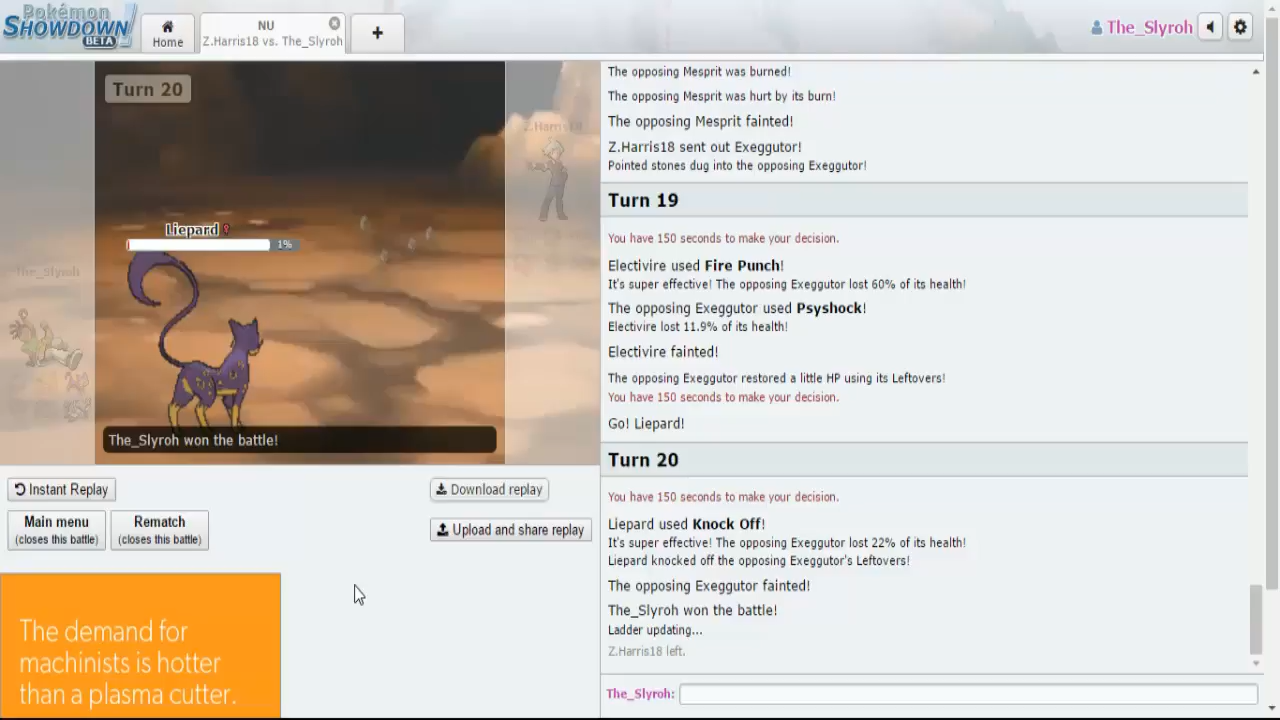 Pokémon
SHOWDOWN!
BETA
Home
NU
Z.Harris18 vs. The_Slyroh
+
The_Slyroh
Turn 20
Z.Harris18
Liepard
1%
The_Slyroh
The_Slyroh won the battle!
Instant Replay
Download replay
Main menu
(closes this battle)
Rematch
(closes this battle)
Upload and share replay
The demand for
machinists is hotter
than a plasma cutter.
The opposing Mesprit was burned!
The opposing Mesprit was hurt by its burn!
The opposing Mesprit fainted!
Z.Harris18 sent out Exeggutor!
Pointed stones dug into the opposing Exeggutor!
Turn 19
You have 150 seconds to make your decision.
Electivire used Fire Punch!
It's super effective! The opposing Exeggutor lost 60% of its health!
The opposing Exeggutor used Psyshock!
Electivire lost 11.9% of its health!
Electivire fainted!
The opposing Exeggutor restored a little HP using its Leftovers!
You have 150 seconds to make your decision.
Go! Liepard!
Turn 20
You have 150 seconds to make your decision.
Liepard used Knock Off!
It's super effective! The opposing Exeggutor lost 22% of its health!
Liepard knocked off the opposing Exeggutor's Leftovers!
The opposing Exeggutor fainted!
The_Slyroh won the battle!
Ladder updating...
Z.Harris18 left.
The_Slyroh: